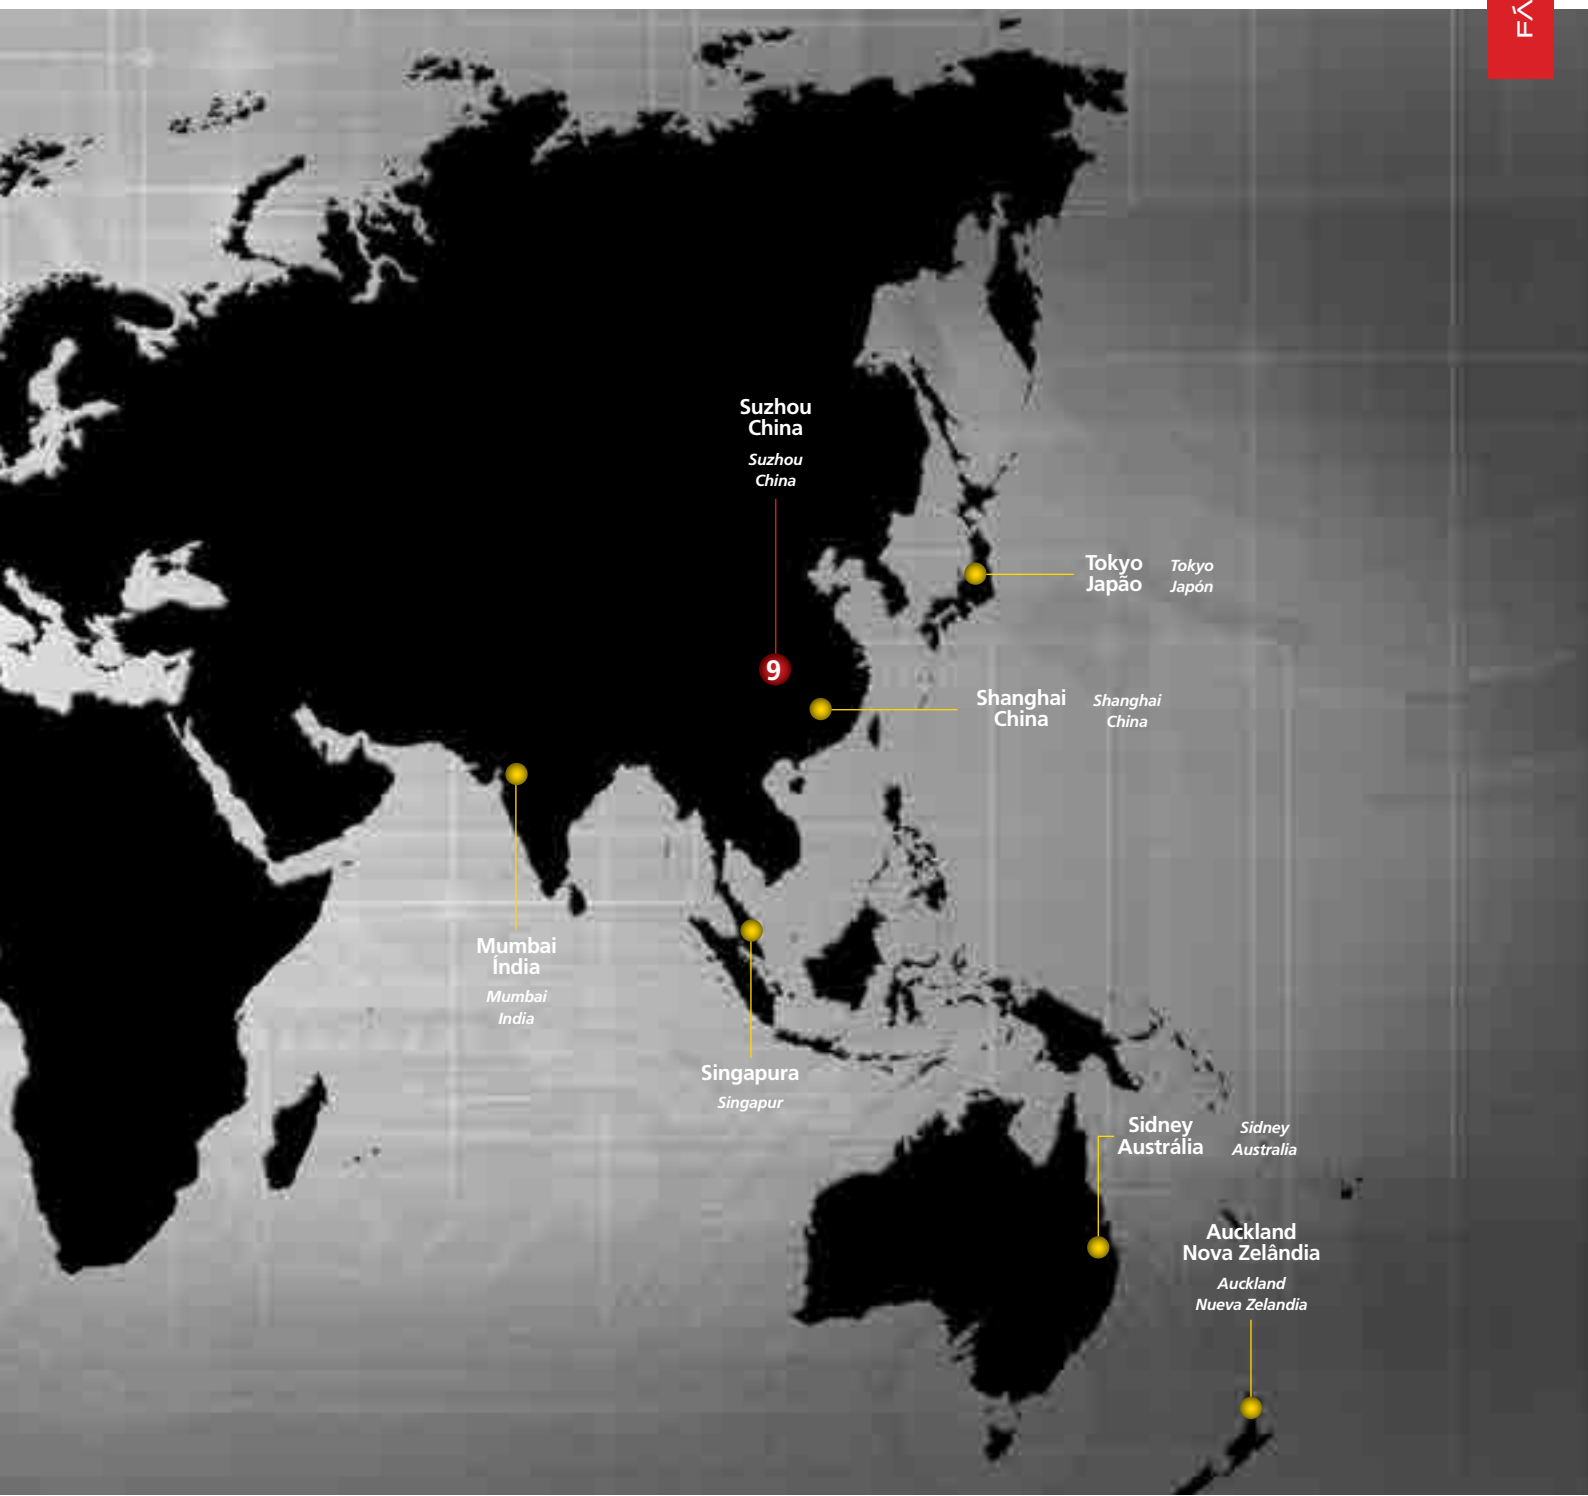 Suzhou
China
Suzhou
China
Tokyo
Japão
Tokyo
Japón
9
Shanghai
China
Shanghai
China
Mumbai
Índia
Mumbai
India
Singapura
Singapur
Sidney
Austrália
Sidney
Australia
Auckland
Nova Zelândia
Auckland
Nueva Zelandia